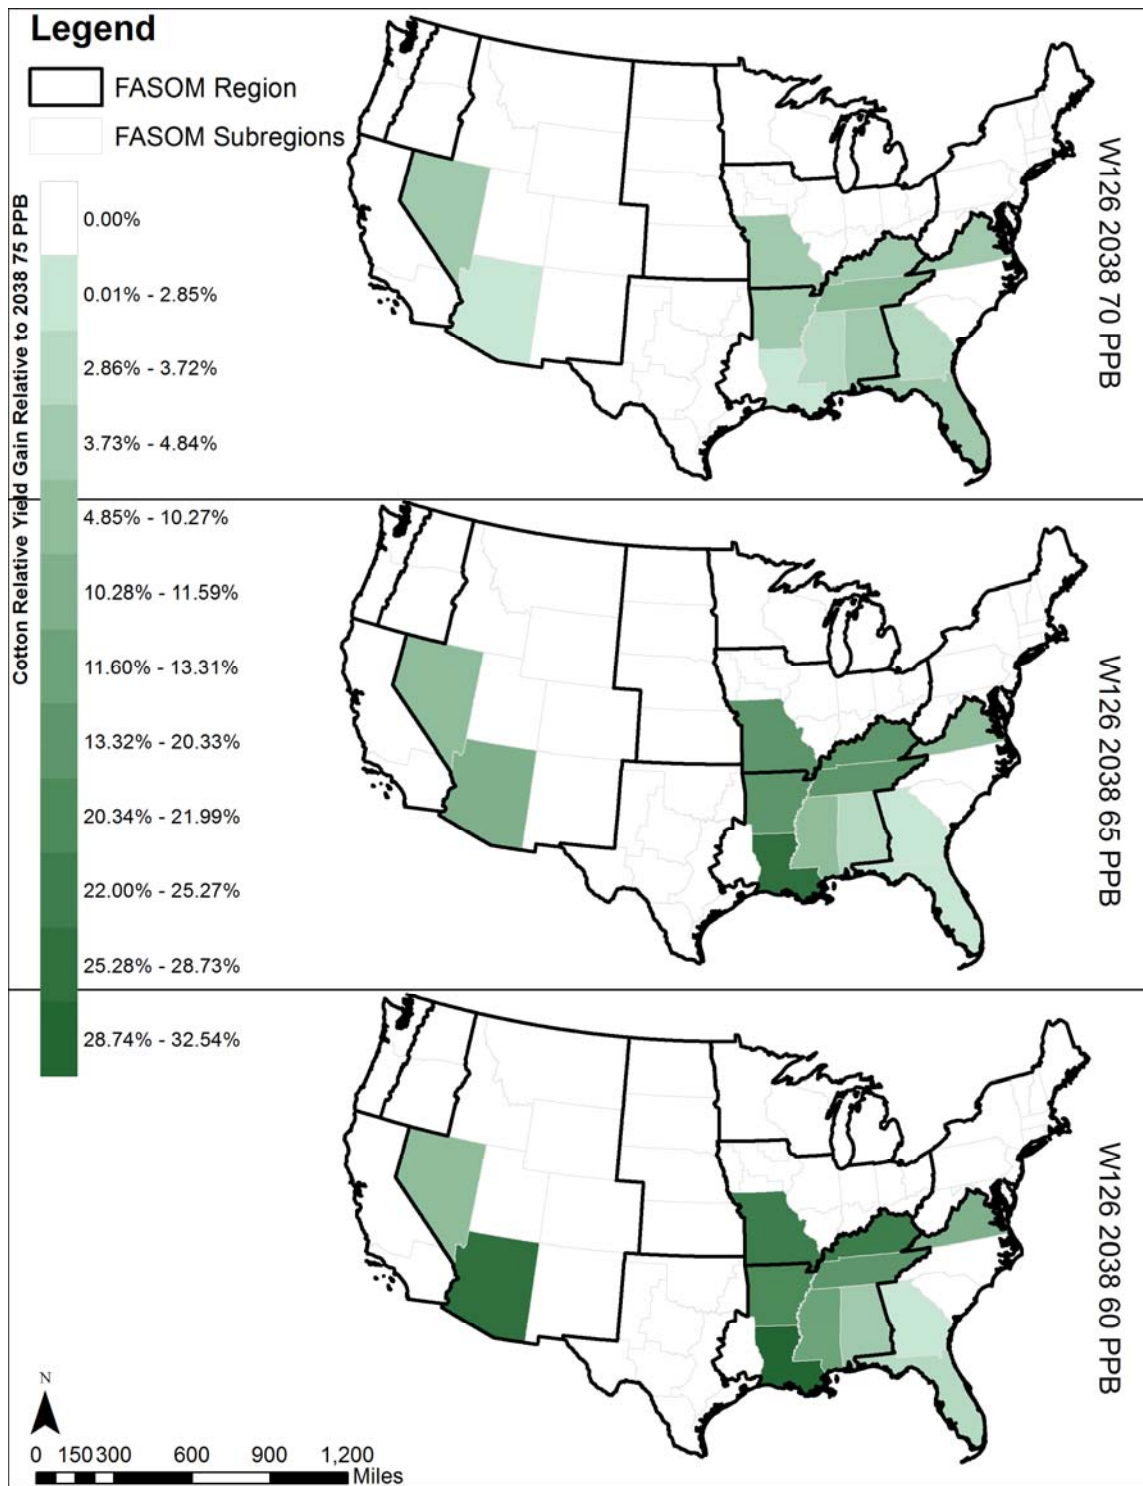 Legend
FASOM Region
FASOM Subregions
Cotton Relative Yield Gain Relative to 2038 75 PPB
0.00%
0.01% - 2.85%
2.86% - 3.72%
3.73% - 4.84%
4.85% - 10.27%
10.28% - 11.59%
11.60% - 13.31%
13.32% - 20.33%
20.34% - 21.99%
22.00% - 25.27%
25.28% - 28.73%
28.74% - 32.54%
W126 2038 70 PPB
W126 2038 65 PPB
W126 2038 60 PPB
N
0 150 300 600 900 1,200
Miles